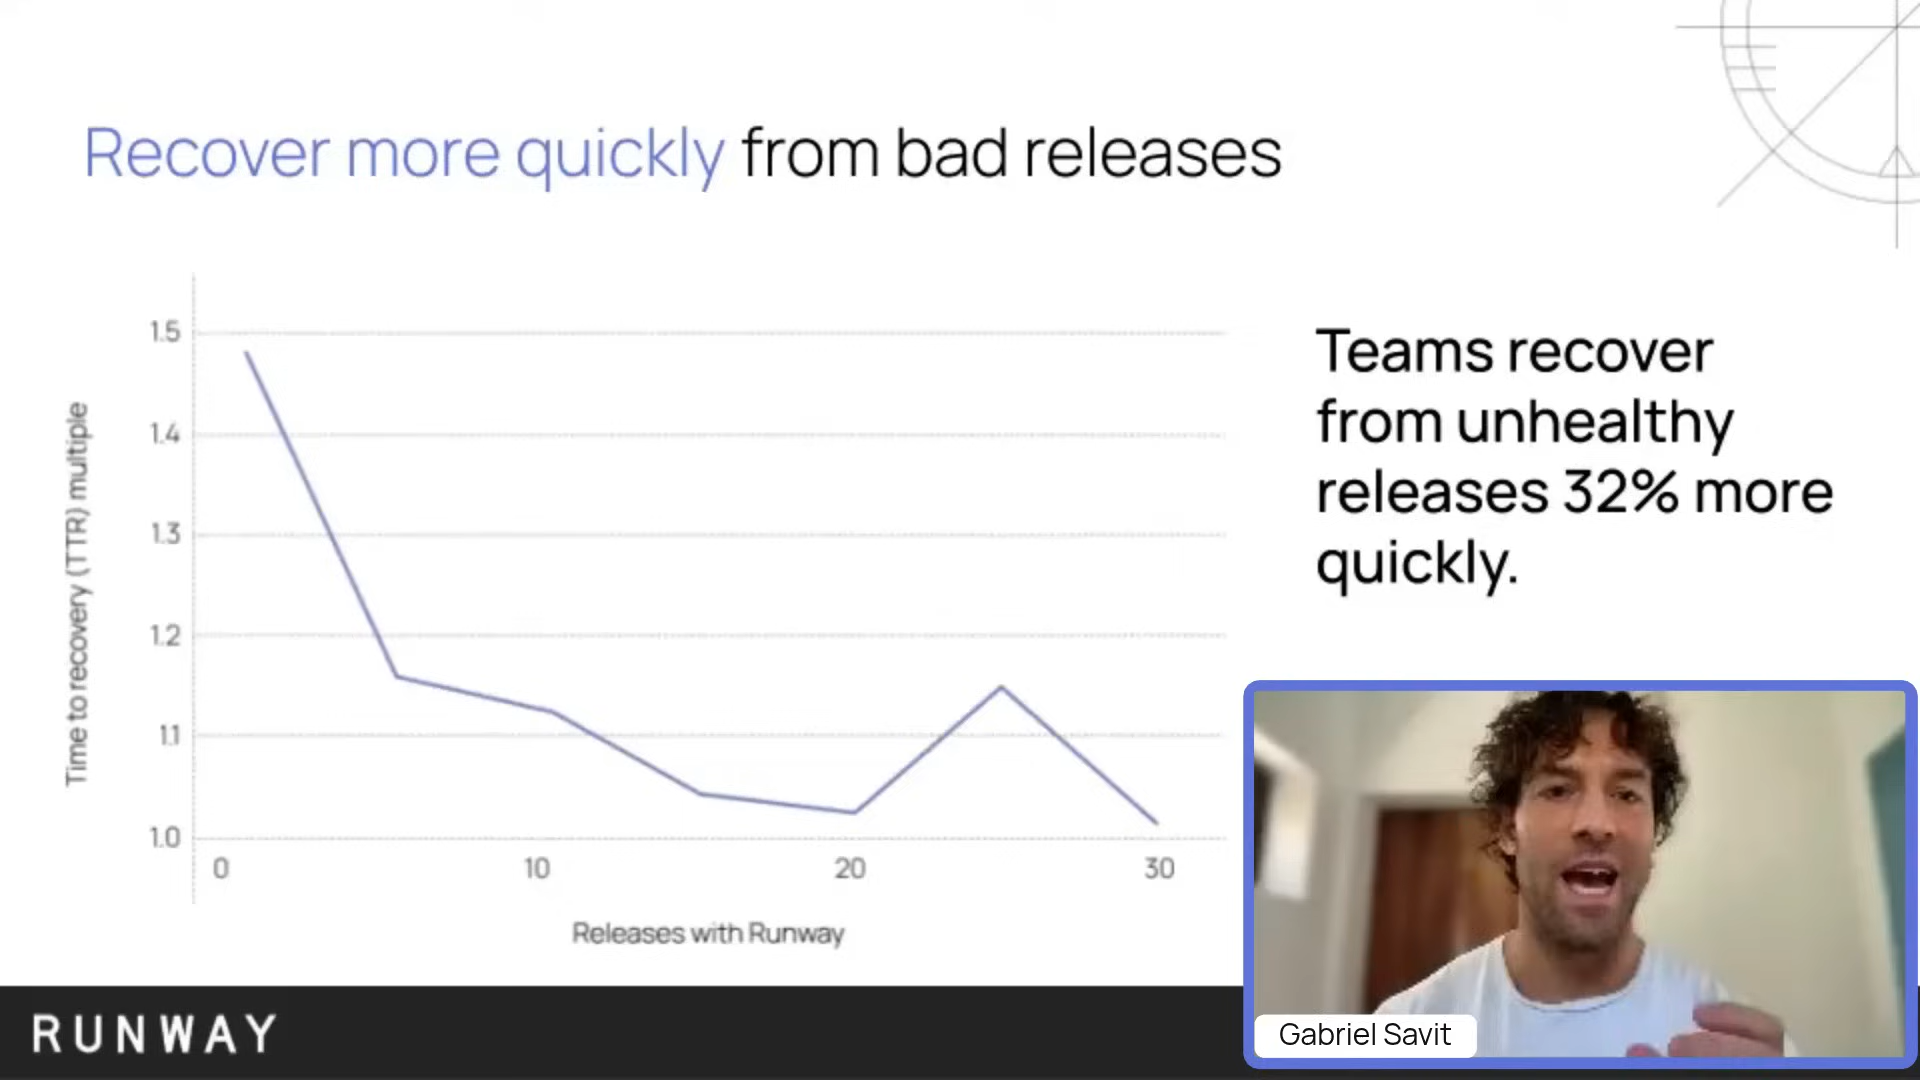 Recover more quickly from bad releases
Time to recovery (TTR) multiple
1.5
1.4
1.3
1.2
1.1
1.0
0 10 20 30
Releases with Runway
Teams recover
from unhealthy
releases 32% more
quickly.
Gabriel Savit
RUNWAY